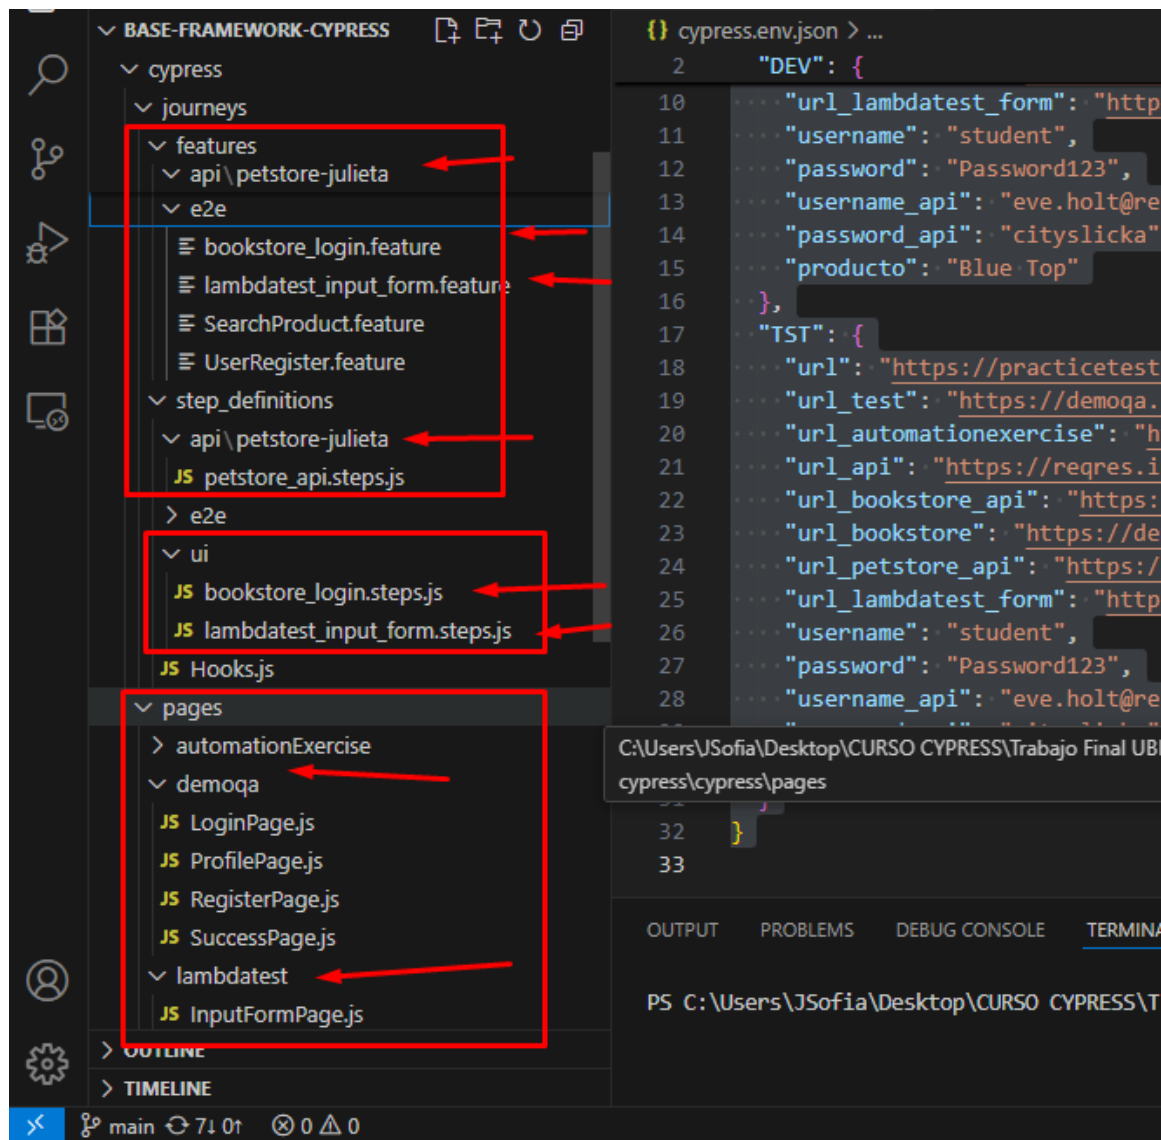 BASE-FRAMEWORK-CYPRESS
cypress
journeys
features
api\petstore-julieta
e2e
bookstore_login.feature
lambdatest_input_form.feature
SearchProduct.feature
UserRegister.feature
step_definitions
api\petstore-julieta
JS petstore_api.steps.js
e2e
ui
JS bookstore_login.steps.js
JS lambdatest_input_form.steps.js
JS Hooks.js
pages
automationExercise
demoqa
JS LoginPage.js
JS ProfilePage.js
JS RegisterPage.js
JS SuccessPage.js
lambdatest
JS InputFormPage.js
OUTLINE
TIMELINE
{} cypress.env.json > ...
2 "DEV": {
10 "url_lambdatest_form": "http
11 "username": "student",
12 "password": "Password123",
13 "username_api": "eve.holt@re
14 "password_api": "cityslicka"
15 "producto": "Blue Top"
16 },
17 "TST": {
18 "url": "https://practicetest
19 "url_test": "https://demoqa.
20 "url_automationexercise": "h
21 "url_api": "https://reqres.i
22 "url_bookstore_api": "https:
23 "url_bookstore": "https://de
24 "url_petstore_api": "https:/
25 "url_lambdatest_form": "http
26 "username": "student",
27 "password": "Password123",
28 "username_api": "eve.holt@re
C:\Users\JSofia\Desktop\CURSO CYPRESS\Trabajo Final UB
cypress\cypress\pages
32 }
33
OUTPUT PROBLEMS DEBUG CONSOLE TERMINA
PS C:\Users\JSofia\Desktop\CURSO CYPRESS\T
main 7↓ 0↑ 0 0